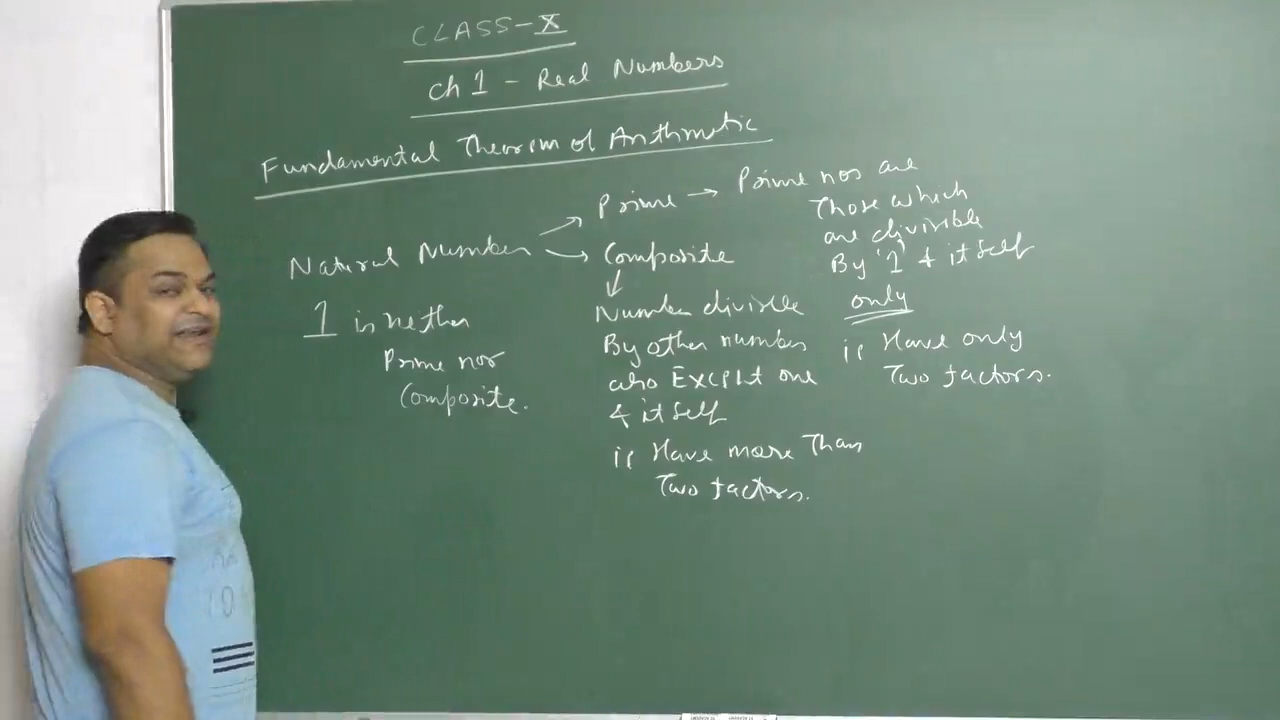 CLASS-X
Ch 1 - Real Numbers
Fundamental Theorem of Arithmetic
Natural Number
1 is neither
Prime nor
Composite.
Prime → Prime nos are
Those which
are divisible
By '1' & it self
only
ie Have only
Two factors.
Composite
Number divisible
By other number
also Except one
& it self
ie Have more Than
Two factors.